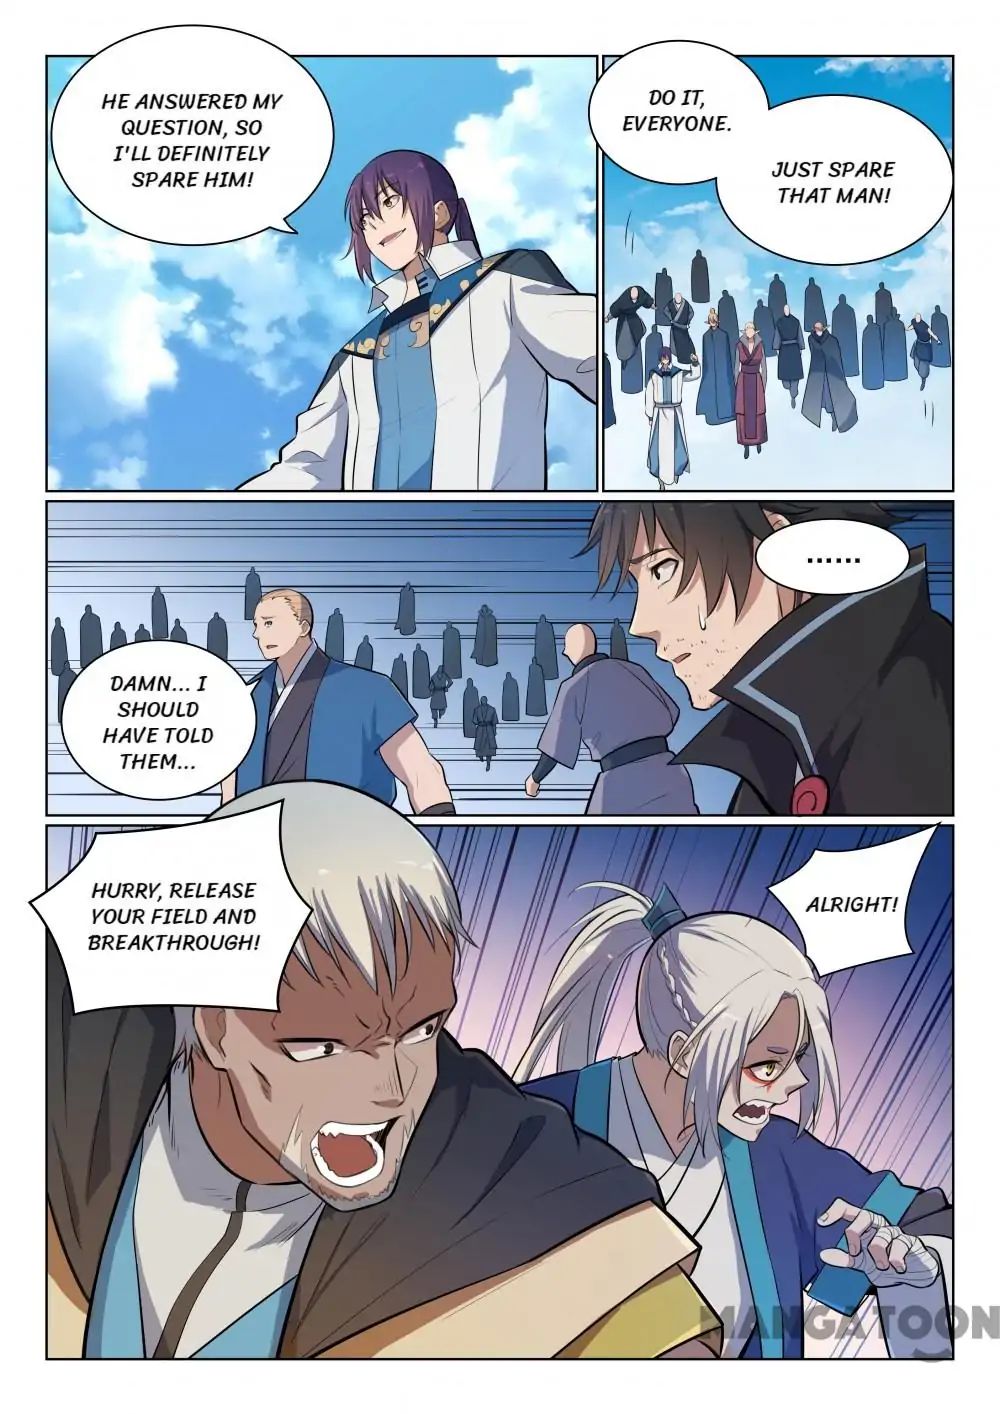 HE ANSWERED MY
QUESTION, SO
I'LL DEFINITELY
SPARE HIM!
DO IT,
EVERYONE.
JUST SPARE
THAT MAN!
......
DAMN... I
SHOULD
HAVE TOLD
THEM...
HURRY, RELEASE
YOUR FIELD AND
BREAKTHROUGH!
ALRIGHT!
MANGATOON